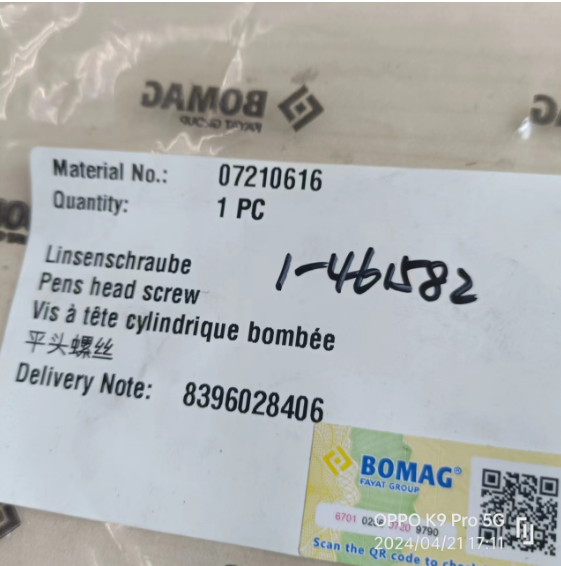 BOMAG
FAYAT GROUP
Material No.: 07210616
Quantity: 1 PC
Linsenschraube
Pens head screw
Vis à tête cylindrique bombée
平头螺丝
1-461582
Delivery Note: 8396028406
BOMAG®
FAYAT GROUP
6701 9790
Scan the QR code to
OPPO K9 Pro 5G
2024/04/21 17:11